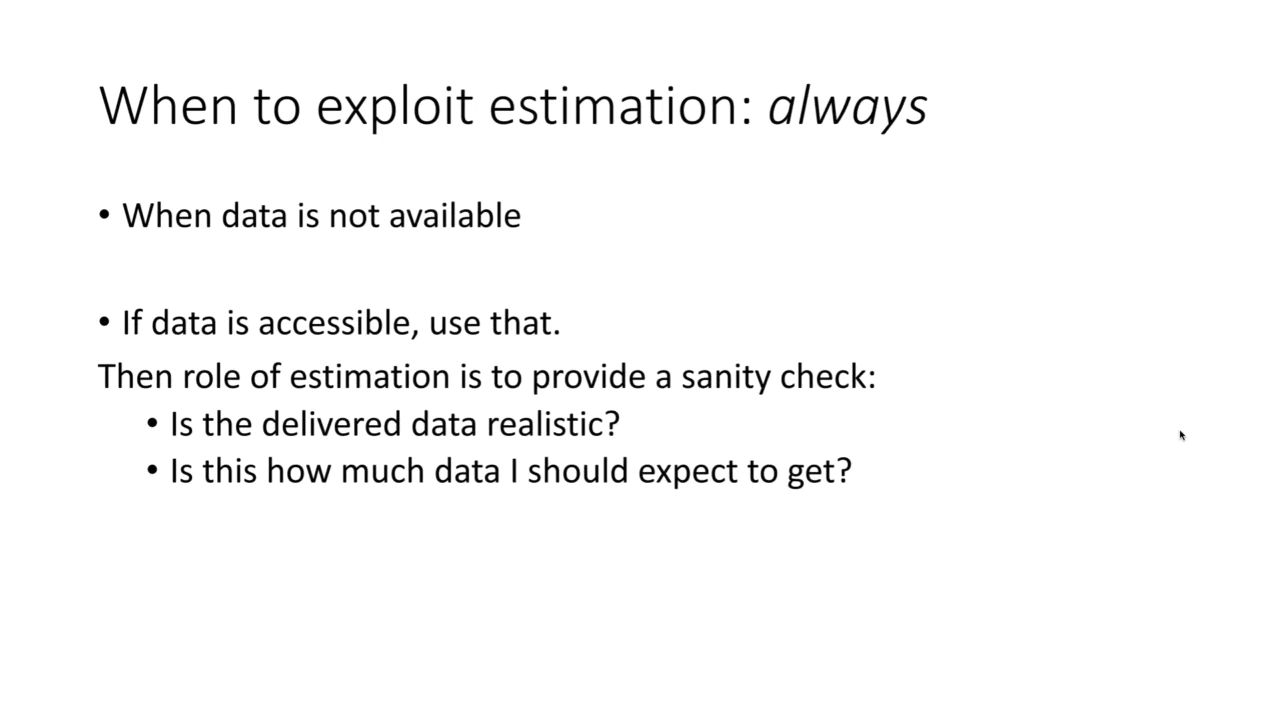 When to exploit estimation: always
• When data is not available
• If data is accessible, use that.
Then role of estimation is to provide a sanity check:
• Is the delivered data realistic?
• Is this how much data I should expect to get?